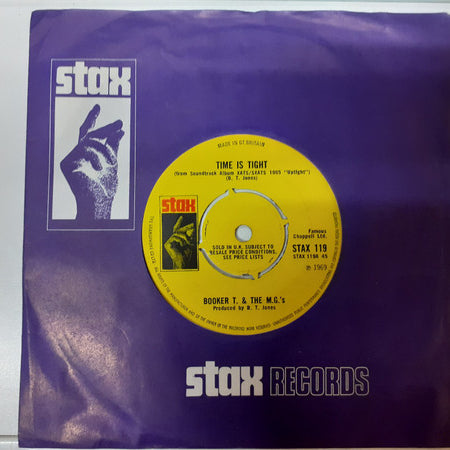 stax
MADE IN GT. BRITAIN
TIME IS TIGHT
(from Soundtrack Album XATS/SXATS 1005 "Uptight")
(B. T. Jones)
stax
SOLD IN U.K. SUBJECT TO
RESALE PRICE CONDITIONS,
SEE PRICE LISTS
Famous
Chappell Ltd.
STAX 119
STAX 119A 45
℗ 1969
BOOKER T. & THE M.G.'s
Produced by B. T. Jones
stax RECORDS